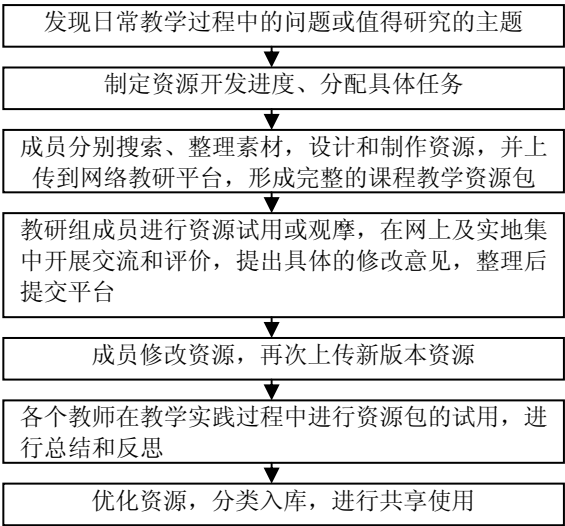 发现日常教学过程中的问题或值得研究的主题
制定资源开发进度、分配具体任务
成员分别搜索、整理素材，设计和制作资源，并上
传到网络教研平台，形成完整的课程教学资源包
教研组成员进行资源试用或观摩，在网上及实地集
中开展交流和评价，提出具体的修改意见，整理后
提交平台
成员修改资源，再次上传新版本资源
各个教师在教学实践过程中进行资源包的试用，进
行总结和反思
优化资源，分类入库，进行共享使用